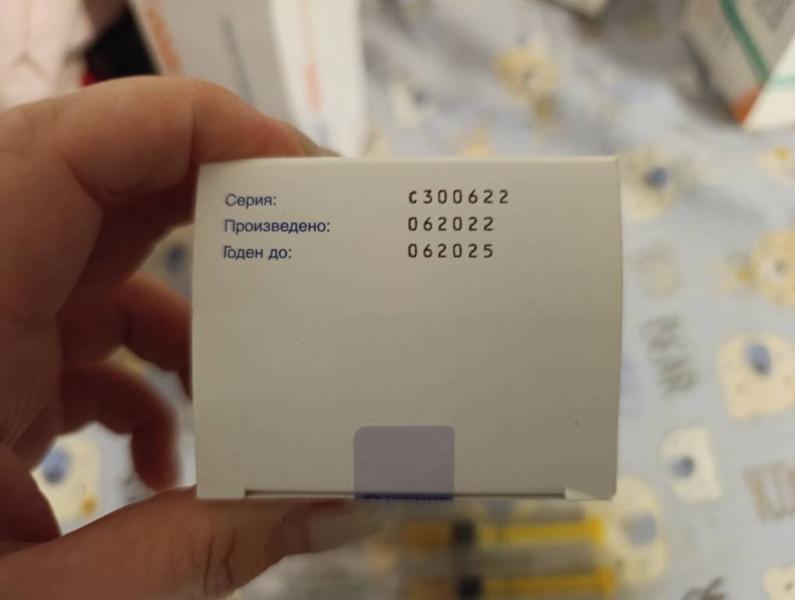 Серия: C300622
Произведено: 062022
Годен до: 062025